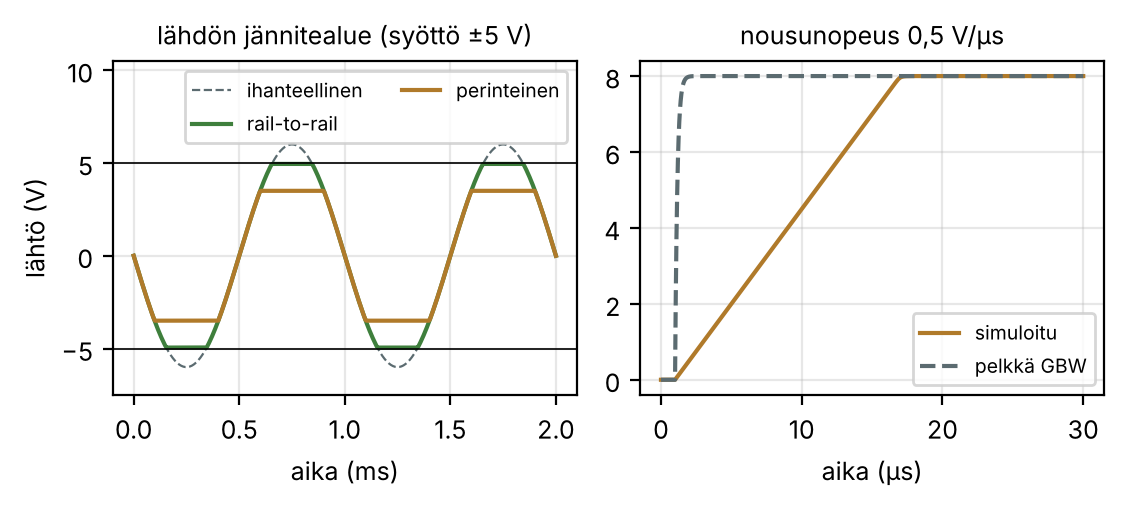 lähdön jännitealue (syöttö ±5 V)
ihanteellinen
perinteinen
rail-to-rail
10
5
0
−5
lähtö (V)
0.0
0.5
1.0
1.5
2.0
aika (ms)
nousunopeus 0,5 V/µs
8
6
4
2
0
simuloitu
pelkkä GBW
0
10
20
30
aika (µs)